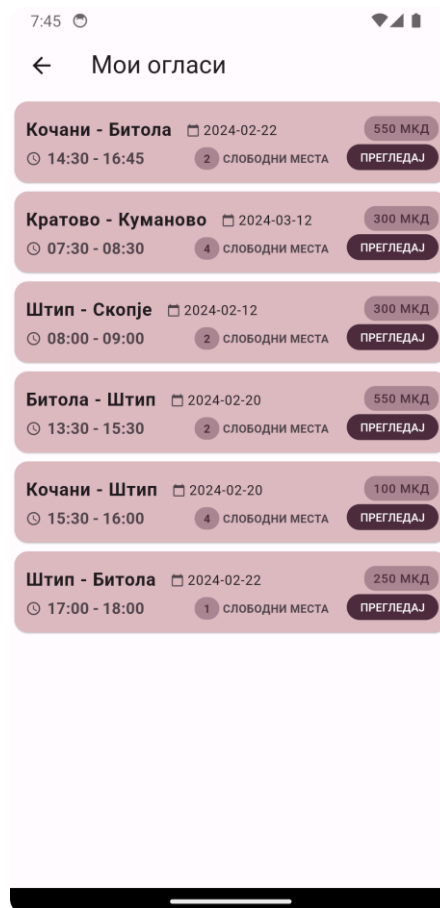 7:45
Мои огласи
Кочани - Битола 2024-02-22 550 МКД
14:30 - 16:45 2 СЛОБОДНИ МЕСТА ПРЕГЛЕДАЈ
Кратово - Куманово 2024-03-12 300 МКД
07:30 - 08:30 4 СЛОБОДНИ МЕСТА ПРЕГЛЕДАЈ
Штип - Скопје 2024-02-12 300 МКД
08:00 - 09:00 2 СЛОБОДНИ МЕСТА ПРЕГЛЕДАЈ
Битола - Штип 2024-02-20 550 МКД
13:30 - 15:30 2 СЛОБОДНИ МЕСТА ПРЕГЛЕДАЈ
Кочани - Штип 2024-02-20 100 МКД
15:30 - 16:00 4 СЛОБОДНИ МЕСТА ПРЕГЛЕДАЈ
Штип - Битола 2024-02-22 250 МКД
17:00 - 18:00 1 СЛОБОДНИ МЕСТА ПРЕГЛЕДАЈ